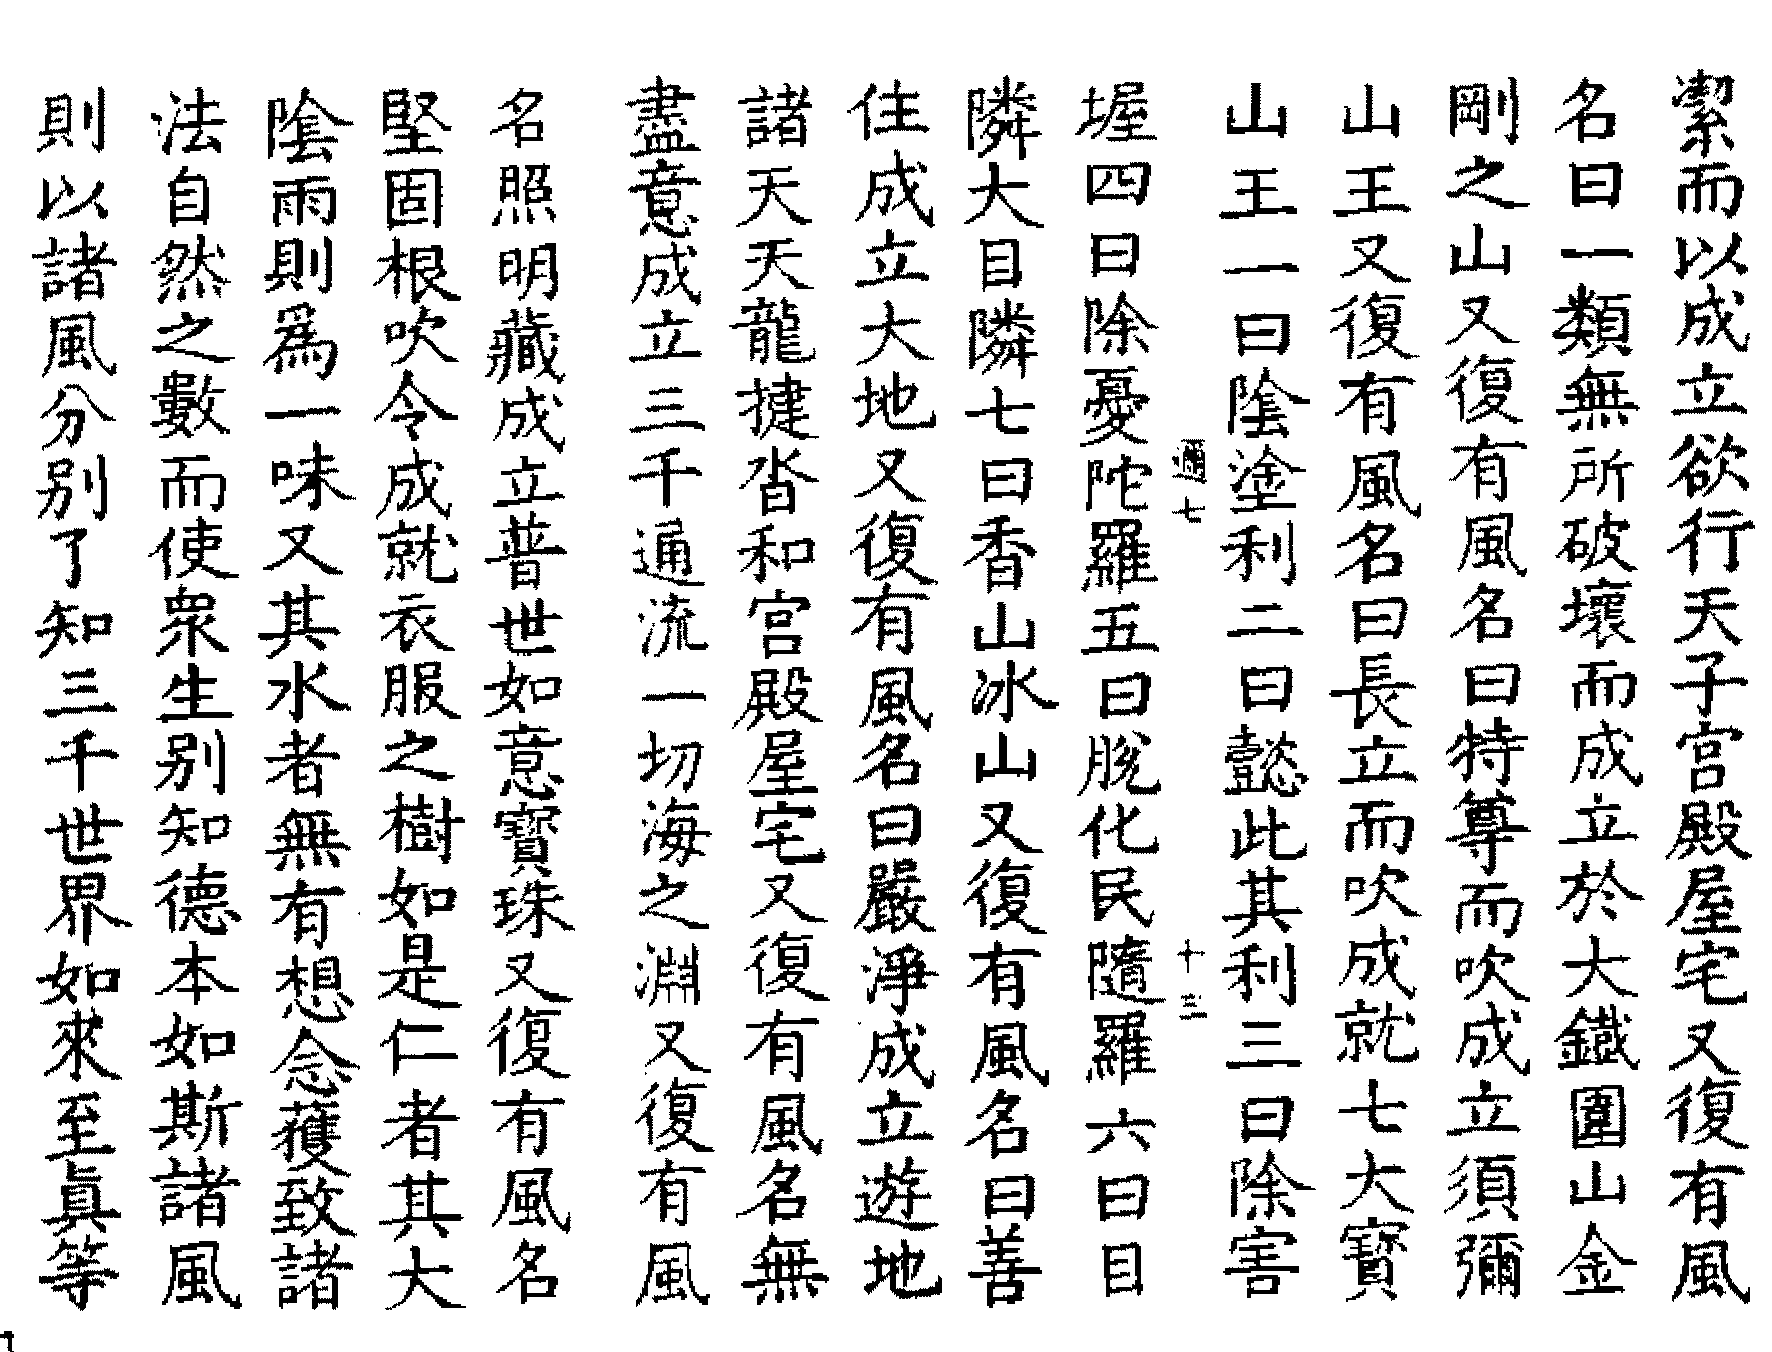 潔而以成立欲行天子宮殿屋宅又復有風
名曰一類無所破壞而成立於大鐵圍山金
剛之山又復有風名曰特尊而吹成立須彌
山王又復有風名曰長立而吹成就七大寶
山王一曰陰塗利二曰懿此其利三曰除害
邇七 十三
堀四曰除憂陀羅五曰脫化民隨羅六曰目
隣大目隣七曰香山冰山又復有風名曰善
住成立大地又復有風名曰嚴淨成立遊地
諸天天龍揵沓和宮殿屋宅又復有風名無
盡意成立三千通流一切海之淵又復有風
名照明藏成立普世如意寶珠又復有風名
堅固根吹令成就衣服之樹如是仁者其大
陰雨則爲一味又其水者無有想念䕶致諸
法自然之數而使眾生別知德本如斯諸風
則以諸風分別了知三千世界如來至眞等